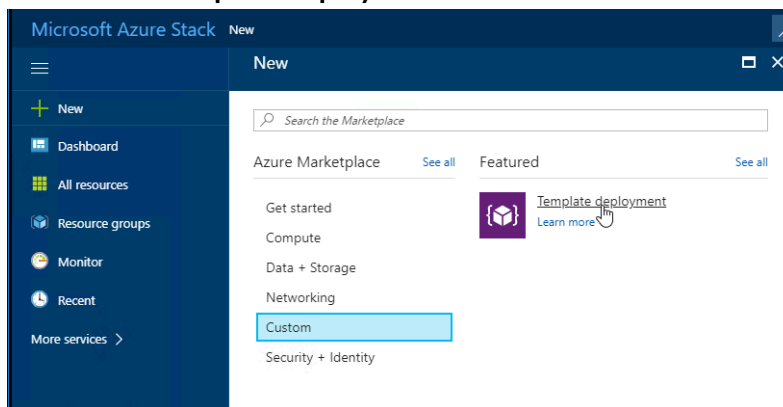 Microsoft Azure Stack New
New
New
Search the Marketplace
Dashboard
Azure Marketplace See all Featured See all
All resources
Get started
Template deployment
Learn more
Resource groups
Compute
Monitor
Data + Storage
Networking
Recent
Custom
More services
Security + Identity